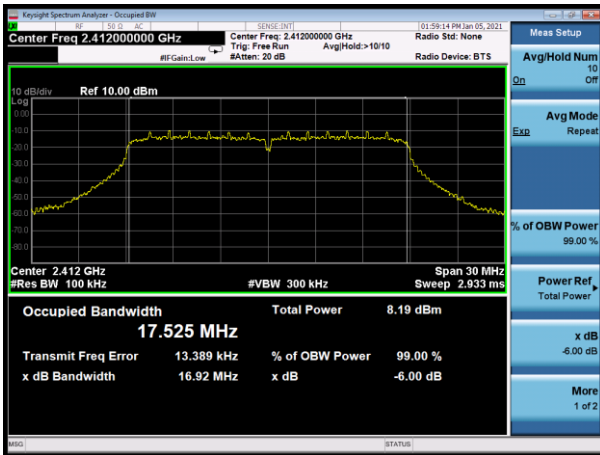 Keysight Spectrum Analyzer - Occupied BW
RF 50 Ω AC SENSE:INT 01:59:14 PM Jan 05, 2021
Center Freq 2.412000000 GHz Center Freq: 2.412000000 GHz Radio Std: None
Trig: Free Run Avg|Hold:>10/10
#IFGain:Low #Atten: 20 dB Radio Device: BTS
10 dB/div Ref 10.00 dBm
Log
0.00
-10.0
-20.0
-30.0
-40.0
-50.0
-60.0
-70.0
-80.0
Center 2.412 GHz Span 30 MHz
#Res BW 100 kHz #VBW 300 kHz Sweep 2.933 ms
Occupied Bandwidth Total Power 8.19 dBm
17.525 MHz
Transmit Freq Error 13.389 kHz % of OBW Power 99.00 %
x dB Bandwidth 16.92 MHz x dB -6.00 dB
Meas Setup
Avg/Hold Num
10
On Off
Avg Mode
Exp Repeat
% of OBW Power
99.00 %
Power Ref
Total Power
x dB
-6.00 dB
More
1 of 2
MSG STATUS